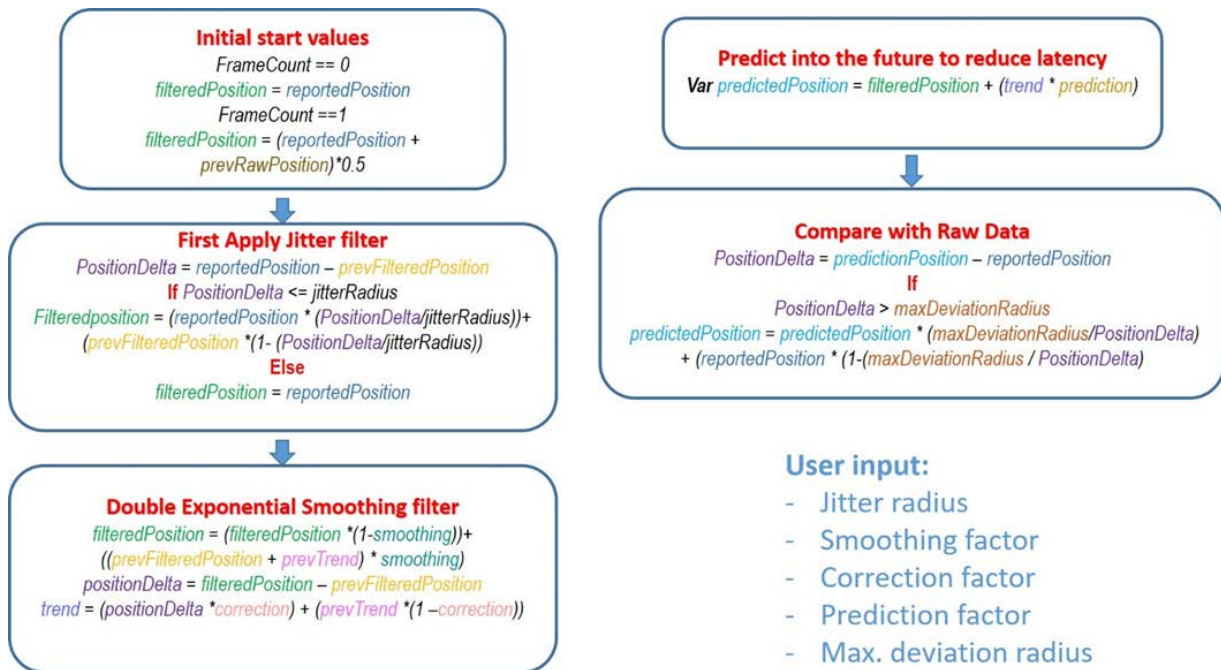 Initial start values
FrameCount == 0
filteredPosition = reportedPosition
FrameCount ==1
filteredPosition = (reportedPosition +
prevRawPosition)*0.5
First Apply Jitter filter
PositionDelta = reportedPosition – prevFilteredPosition
If PositionDelta <= jitterRadius
Filteredposition = (reportedPosition * (PositionDelta/jitterRadius))+
(prevFilteredPosition *(1- (PositionDelta/jitterRadius))
Else
filteredPosition = reportedPosition
Double Exponential Smoothing filter
filteredPosition = (filteredPosition *(1-smoothing))+
((prevFilteredPosition + prevTrend) * smoothing)
positionDelta = filteredPosition – prevFilteredPosition
trend = (positionDelta *correction) + (prevTrend *(1 –correction))
Predict into the future to reduce latency
Var predictedPosition = filteredPosition + (trend * prediction)
Compare with Raw Data
PositionDelta = predictionPosition – reportedPosition
If
PositionDelta > maxDeviationRadius
predictedPosition = predictedPosition * (maxDeviationRadius/PositionDelta)
+ (reportedPosition * (1-(maxDeviationRadius / PositionDelta)
User input:
- Jitter radius
- Smoothing factor
- Correction factor
- Prediction factor
- Max. deviation radius